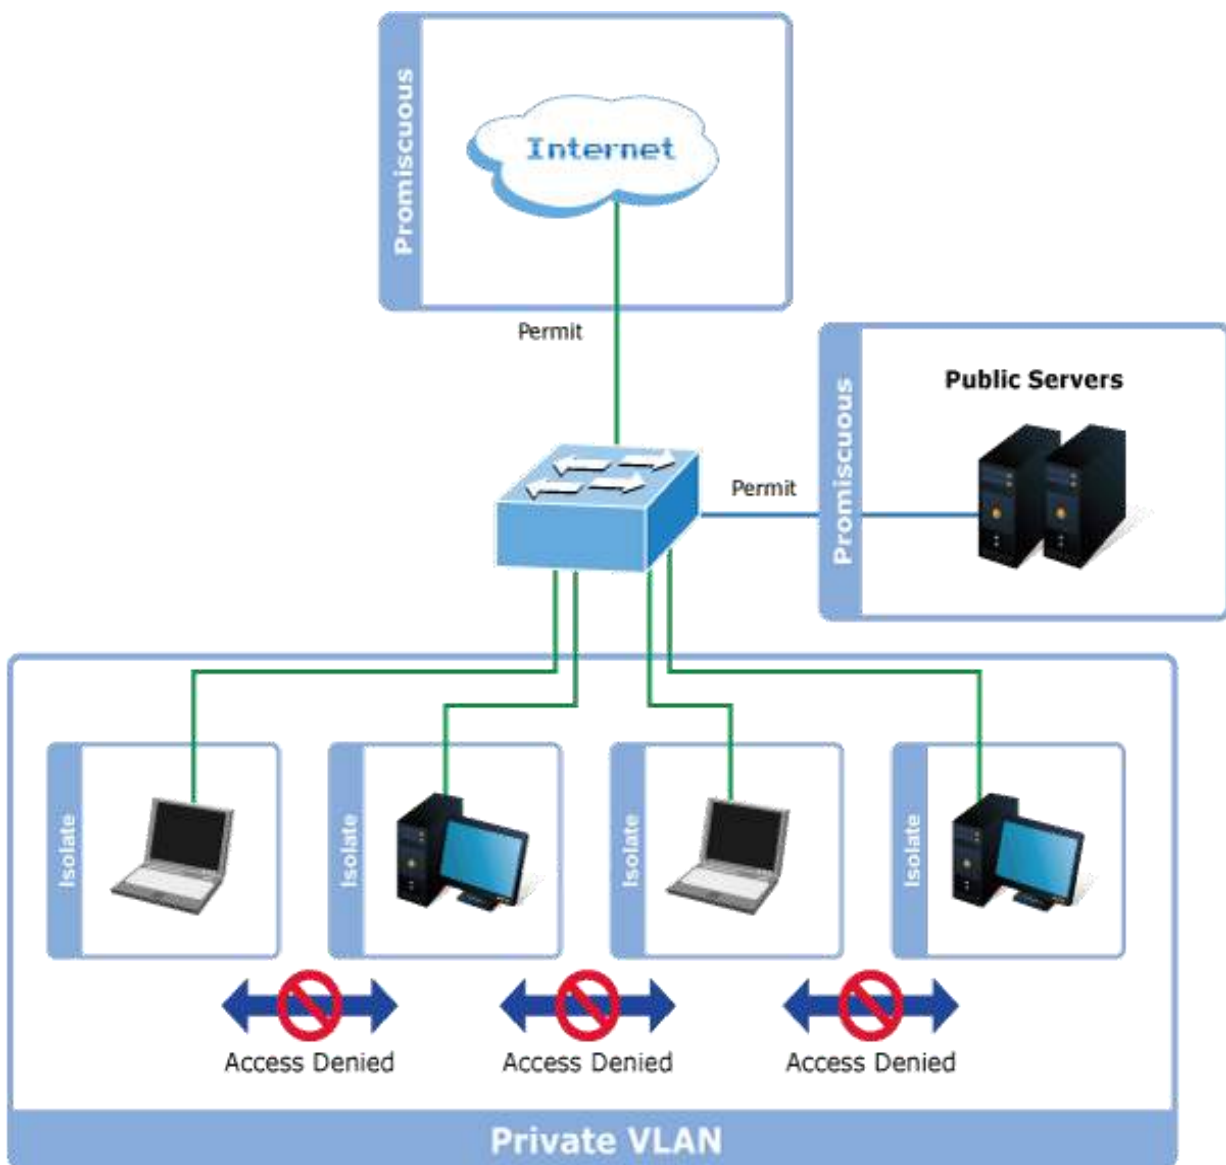 Promiscuous
Internet
Permit
Promiscuous
Public Servers
Permit
Isolate
Isolate
Isolate
Isolate
Access Denied
Access Denied
Access Denied
Private VLAN